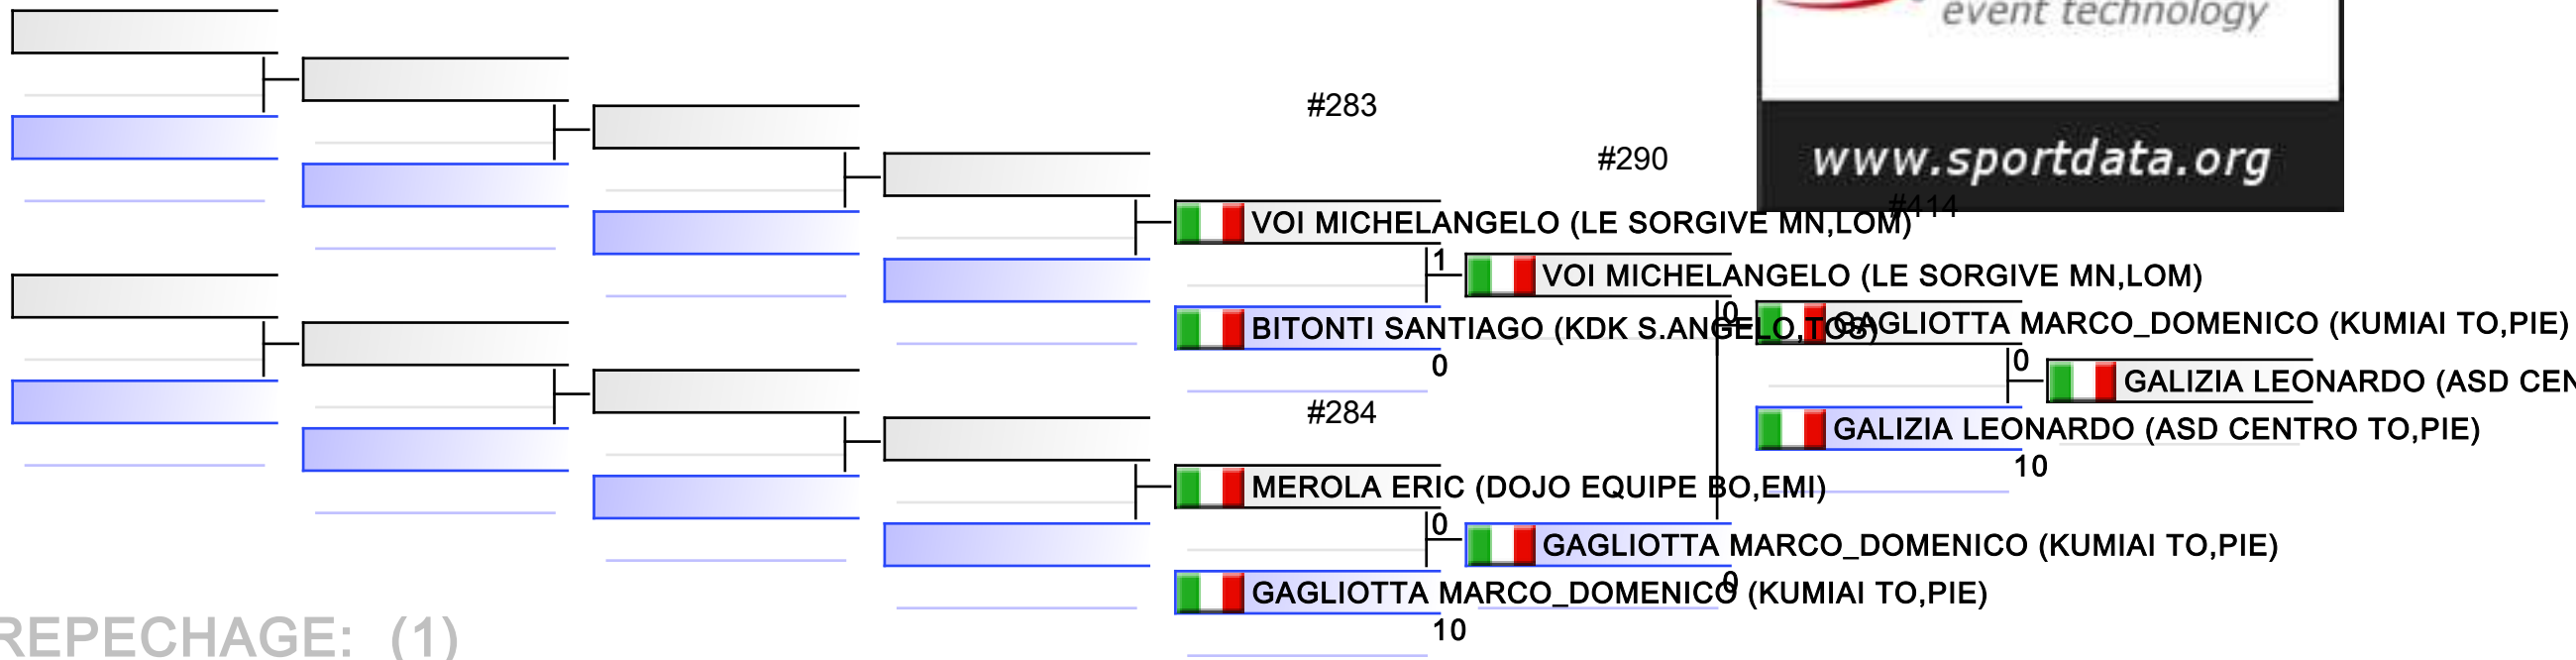 event technology
www.sportdata.org
#283
#290
#414
VOI MICHELANGELO (LE SORGIVE MN,LOM)
1
VOI MICHELANGELO (LE SORGIVE MN,LOM)
0
BITONTI SANTIAGO (KDK S.ANGELO,TOS)
0
GAGLIOTTA MARCO_DOMENICO (KUMIAI TO,PIE)
0
GALIZIA LEONARDO (ASD CEN
GALIZIA LEONARDO (ASD CENTRO TO,PIE)
10
#284
MEROLA ERIC (DOJO EQUIPE BO,EMI)
0
GAGLIOTTA MARCO_DOMENICO (KUMIAI TO,PIE)
0
GAGLIOTTA MARCO_DOMENICO (KUMIAI TO,PIE)
10
REPECHAGE: (1)